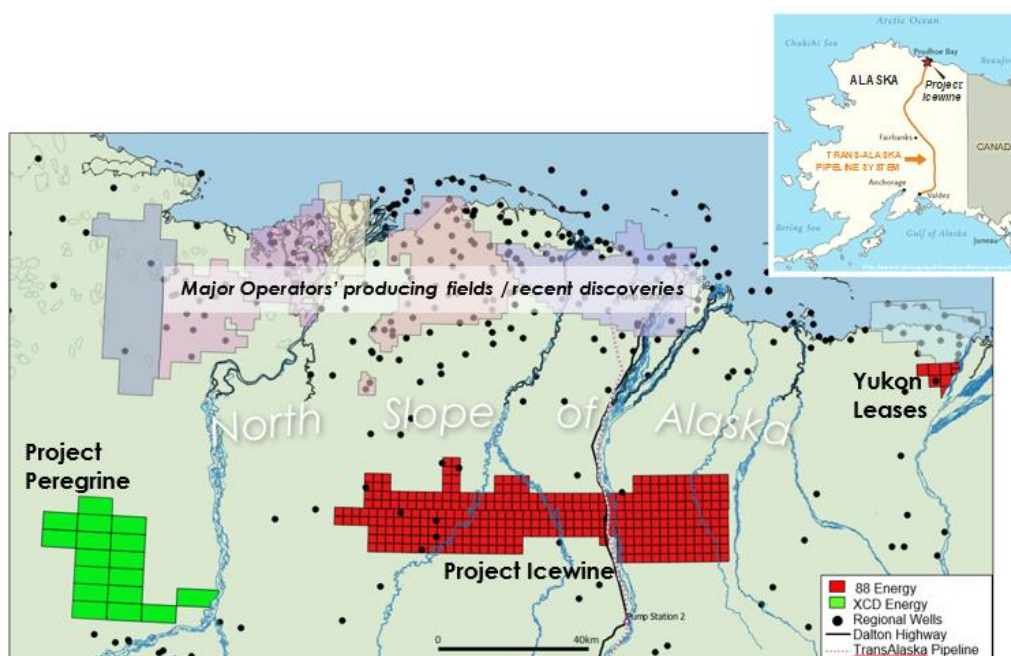 Arctic Ocean
Chukchi Sea
Prudhoe Bay
ALASKA
Project
Icewine
Fairbanks
TRANS-ALASKA
PIPELINE SYSTEM
CANAD
Anchorage
Valdez
Bering Sea
Gulf of Alaska
Juneau
Major Operators' producing fields / recent discoveries
Yukon
Leases
North Slope of Alaska
Project
Peregrine
Project Icewine
Pump Station 2
0 40km
88 Energy
XCD Energy
Regional Wells
Dalton Highway
TransAlaska Pipeline